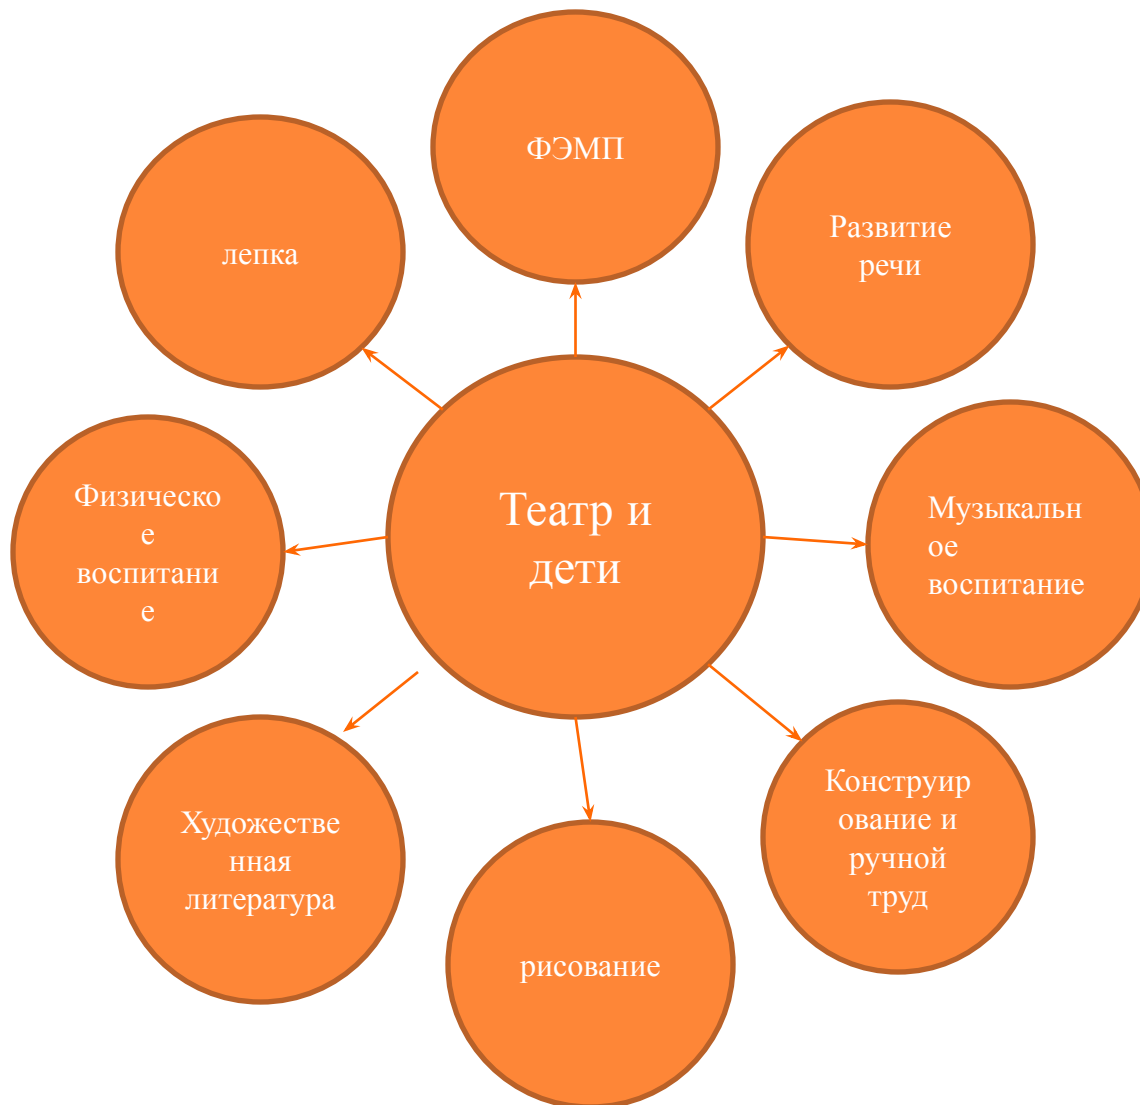 ФЭМП
Развитие
речи
лепка
Театр и
дети
Физическо
е
воспитани
е
Музыкальн
ое
воспитание
Конструир
ование и
ручной
труд
Художестве
нная
литература
рисование